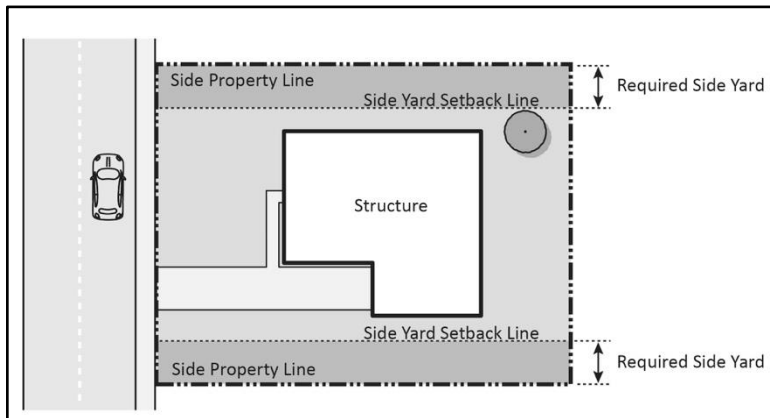 Side Property Line
Required Side Yard
Side Yard Setback Line
Structure
Side Yard Setback Line
Required Side Yard
Side Property Line